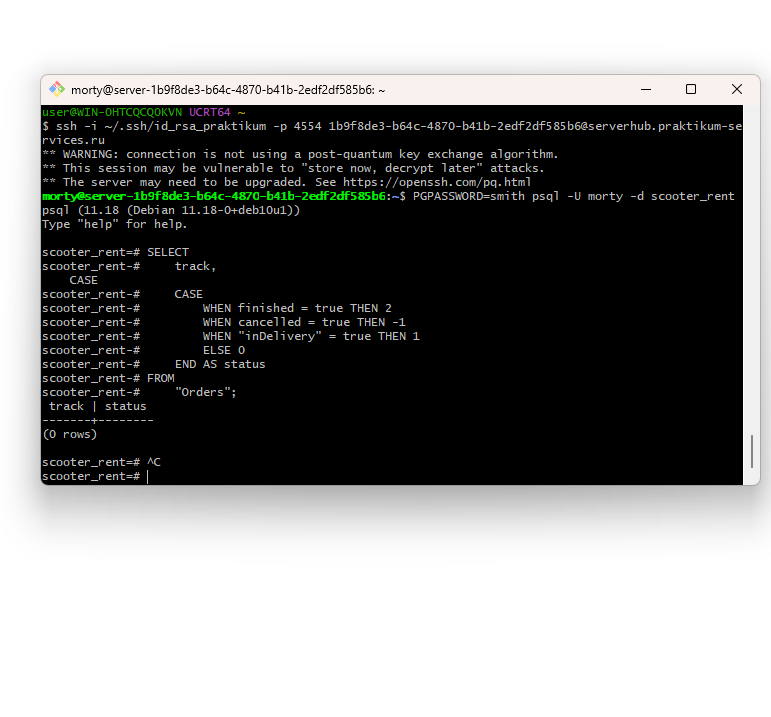 morty@server-1b9f8de3-b64c-4870-b41b-2edf2df585b6: ~
user@WIN-OHTCQCQOKVN UCRT64 ~
$ ssh -i ~/.ssh/id_rsa_praktikum -p 4554 1b9f8de3-b64c-4870-b41b-2edf2df585b6@serverhub.praktikum-se
rvices.ru
** WARNING: connection is not using a post-quantum key exchange algorithm.
** This session may be vulnerable to "store now, decrypt later" attacks.
** The server may need to be upgraded. See https://openssh.com/pq.html
morty@server-1b9f8de3-b64c-4870-b41b-2edf2df585b6:~$ PGPASSWORD=smith psql -U morty -d scooter_rent
psql (11.18 (Debian 11.18-0+deb10u1))
Type "help" for help.
scooter_rent=# SELECT
scooter_rent-#     track,
    CASE
scooter_rent-#     CASE
scooter_rent-#         WHEN finished = true THEN 2
scooter_rent-#         WHEN cancelled = true THEN -1
scooter_rent-#         WHEN "inDelivery" = true THEN 1
scooter_rent-#         ELSE 0
scooter_rent-#     END AS status
scooter_rent-# FROM
scooter_rent-#     "Orders";
 track | status
-------+--------
(0 rows)
scooter_rent=# ^C
scooter_rent=#